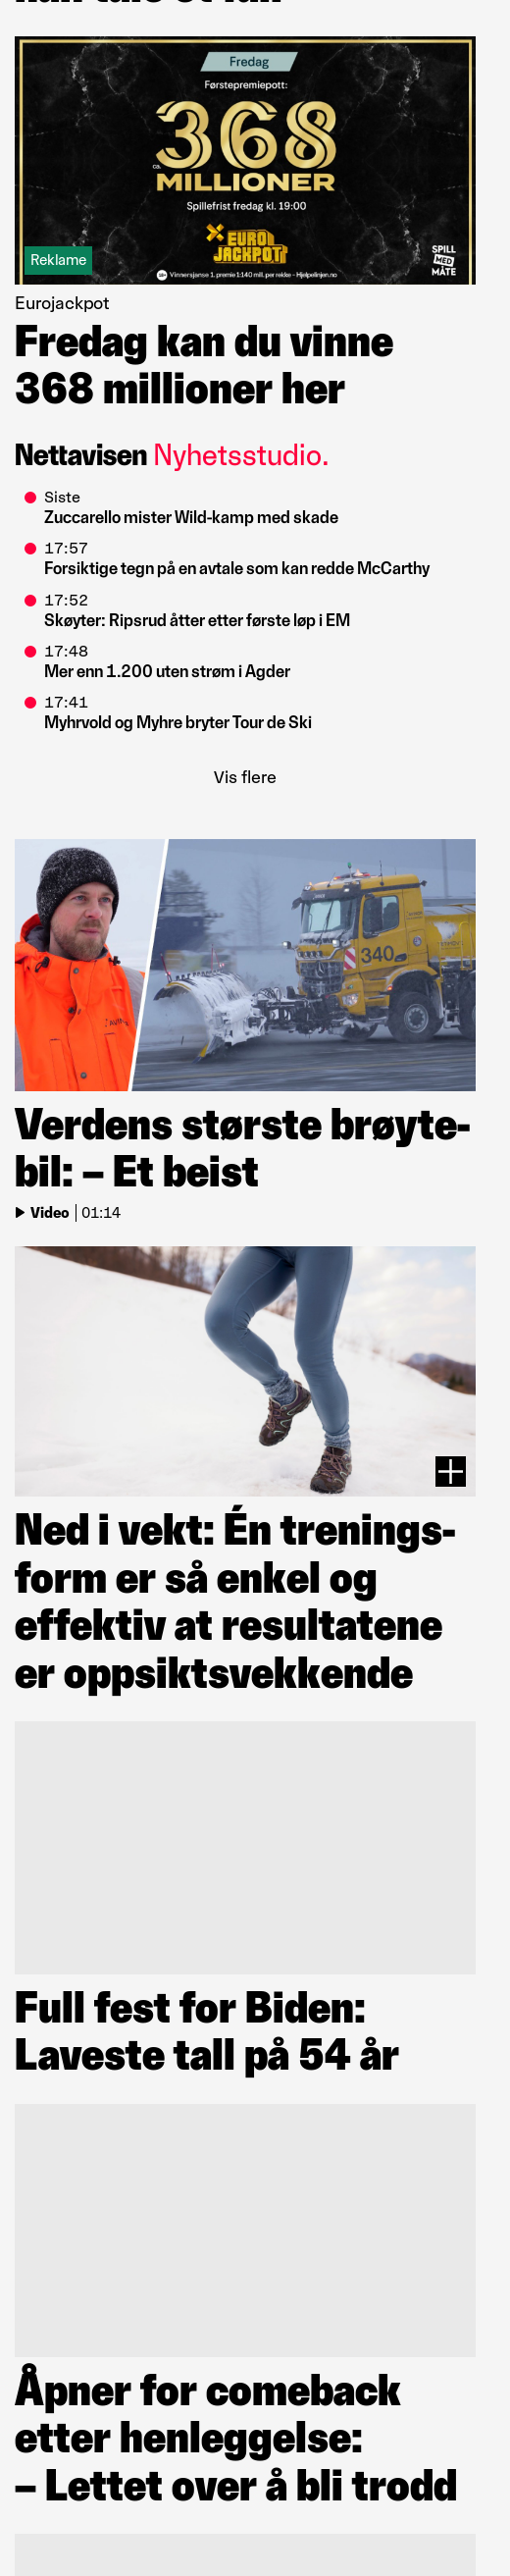 Fredag
Førstepremiepott:
ca.
368
MILLIONER
Spillefrist fredag kl. 19:00
EURO
JACKPOT
SPILL
MED
MÅTE
18+ Vinnersjanse 1. premie 1:140 mill. per rekke – Hjelpelinjen.no
Reklame
Eurojackpot
Fredag kan du vinne
368 millioner her
Nettavisen Nyhetsstudio.
Siste
Zuccarello mister Wild-kamp med skade
17:57
Forsiktige tegn på en avtale som kan redde McCarthy
17:52
Skøyter: Ripsrud åtter etter første løp i EM
17:48
Mer enn 1.200 uten strøm i Agder
17:41
Myhrvold og Myhre bryter Tour de Ski
Vis flere
340
Verdens største brøyte-
bil: – Et beist
Video 01:14
Ned i vekt: Én trenings-
form er så enkel og
effektiv at resultatene
er oppsiktsvekkende
Full fest for Biden:
Laveste tall på 54 år
Åpner for comeback
etter henleggelse:
– Lettet over å bli trodd